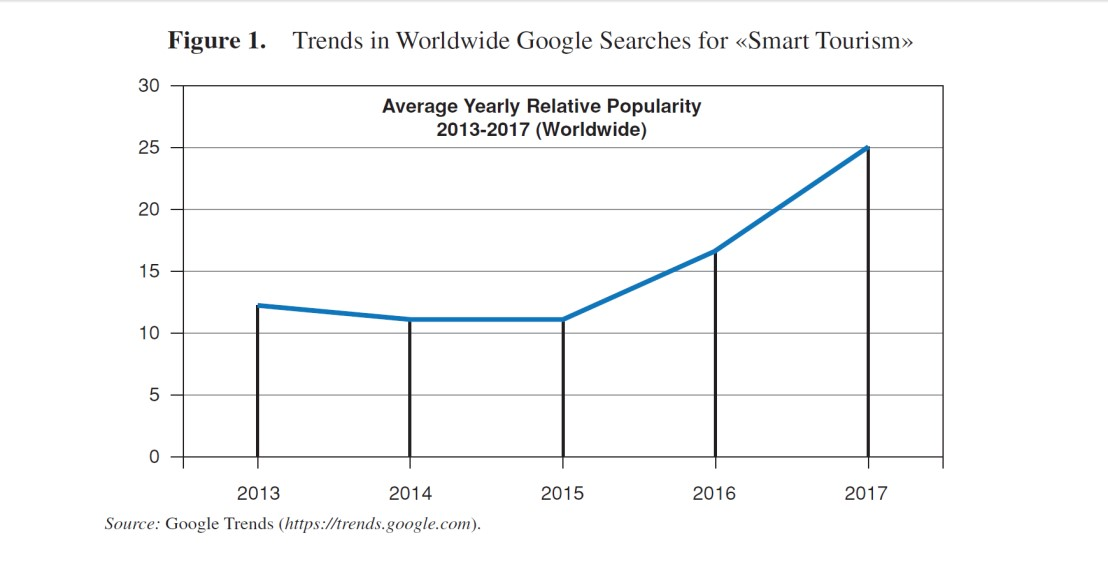 Figure 1. Trends in Worldwide Google Searches for «Smart Tourism»
Average Yearly Relative Popularity
2013-2017 (Worldwide)
30
25
20
15
10
5
0
2013 2014 2015 2016 2017
Source: Google Trends (https://trends.google.com).